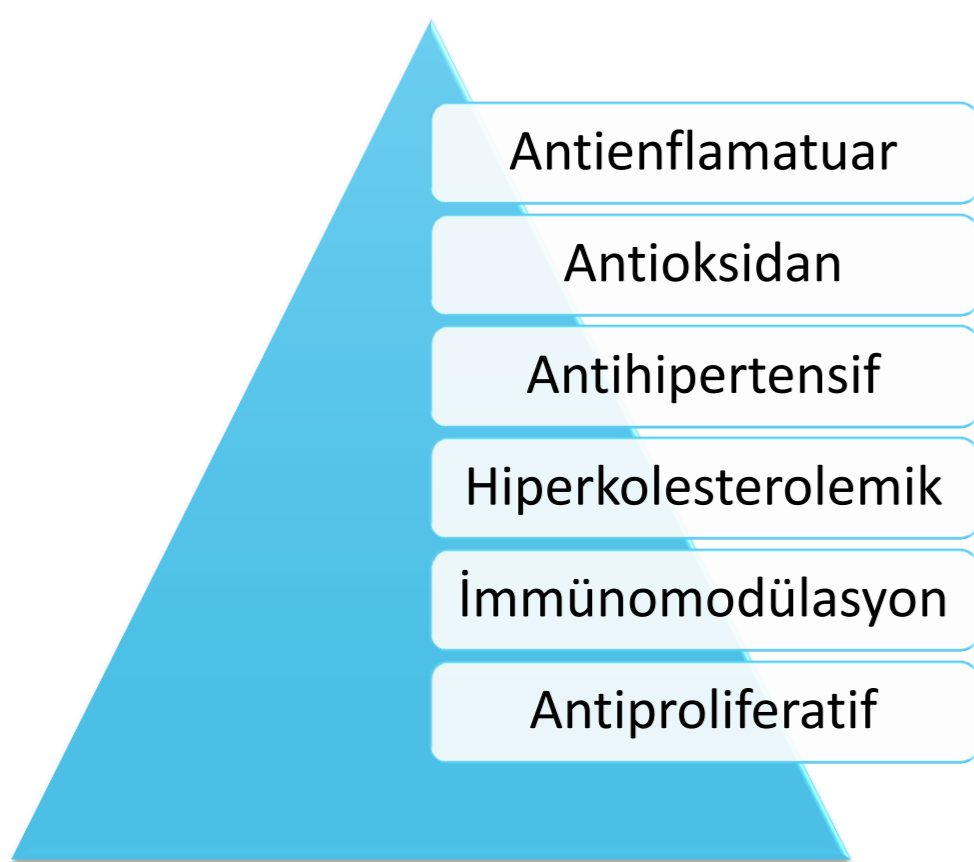 Antienflamatuar
Antioksidan
Antihipertensif
Hiperkolesterolemik
İmmünomodülasyon
Antiproliferatif